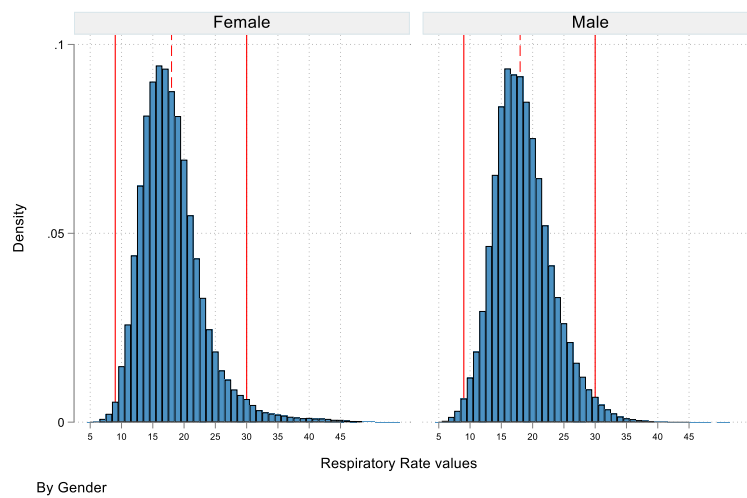 Female Male
.1
.05
0
Density
5 10 15 20 25 30 35 40 45 5 10 15 20 25 30 35 40 45
Respiratory Rate values
By Gender